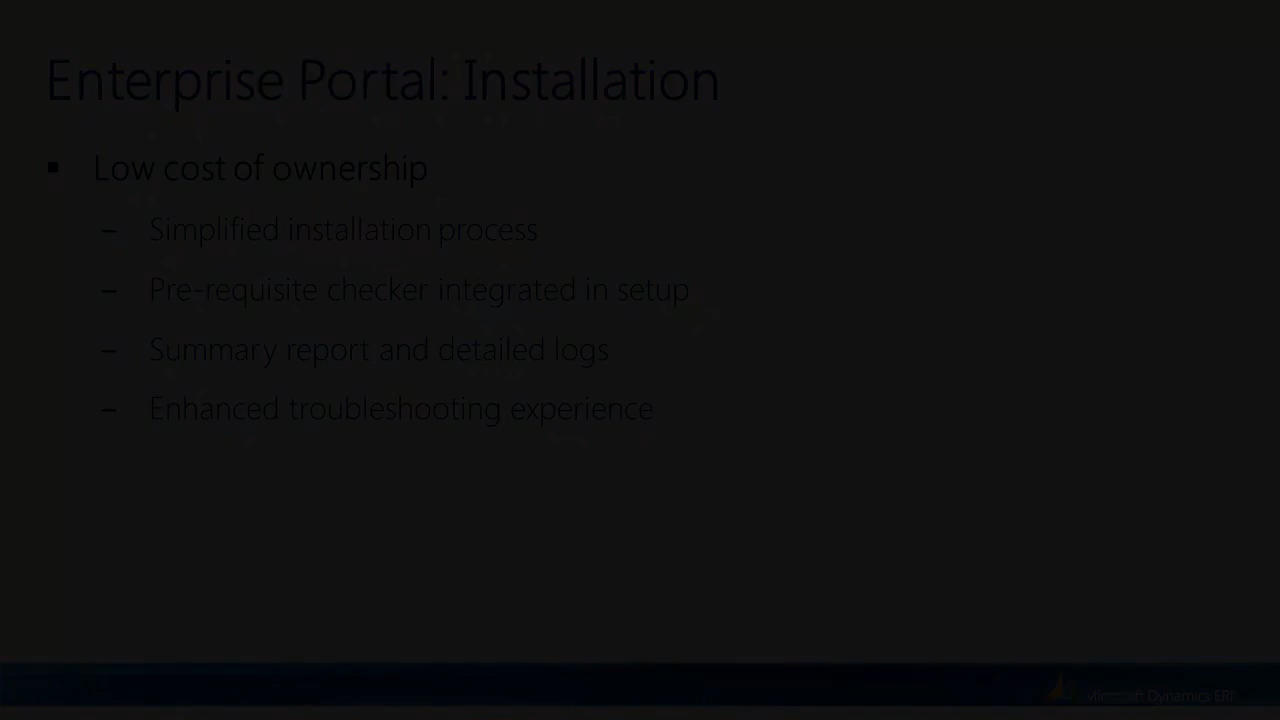 Enterprise Portal: Installation
▪ Low cost of ownership
– Simplified installation process
– Pre-requisite checker integrated in setup
– Summary report and detailed logs
– Enhanced troubleshooting experience
Microsoft Dynamics ERP